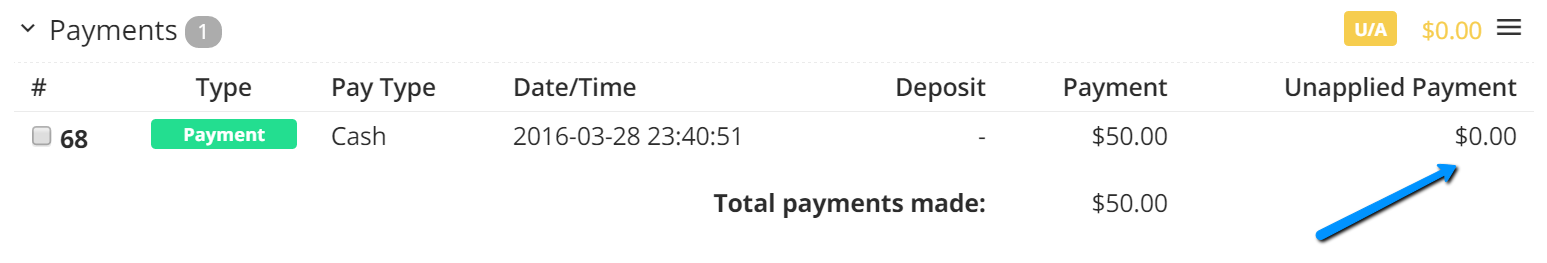 Payments 1 U/A $0.00
# Type Pay Type Date/Time Deposit Payment Unapplied Payment
68 Payment Cash 2016-03-28 23:40:51 - $50.00 $0.00
Total payments made: $50.00